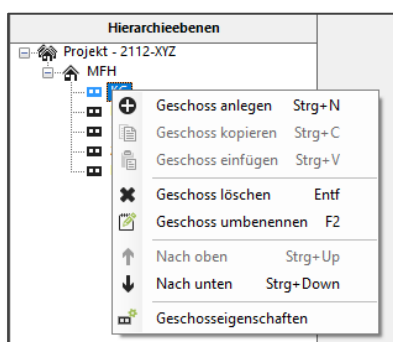 Hierarchieebenen
Projekt - 2112-XYZ
MFH
KG
Geschoss anlegen Strg+N
Geschoss kopieren Strg+C
Geschoss einfügen Strg+V
Geschoss löschen Entf
Geschoss umbenennen F2
Nach oben Strg+Up
Nach unten Strg+Down
Geschosseigenschaften